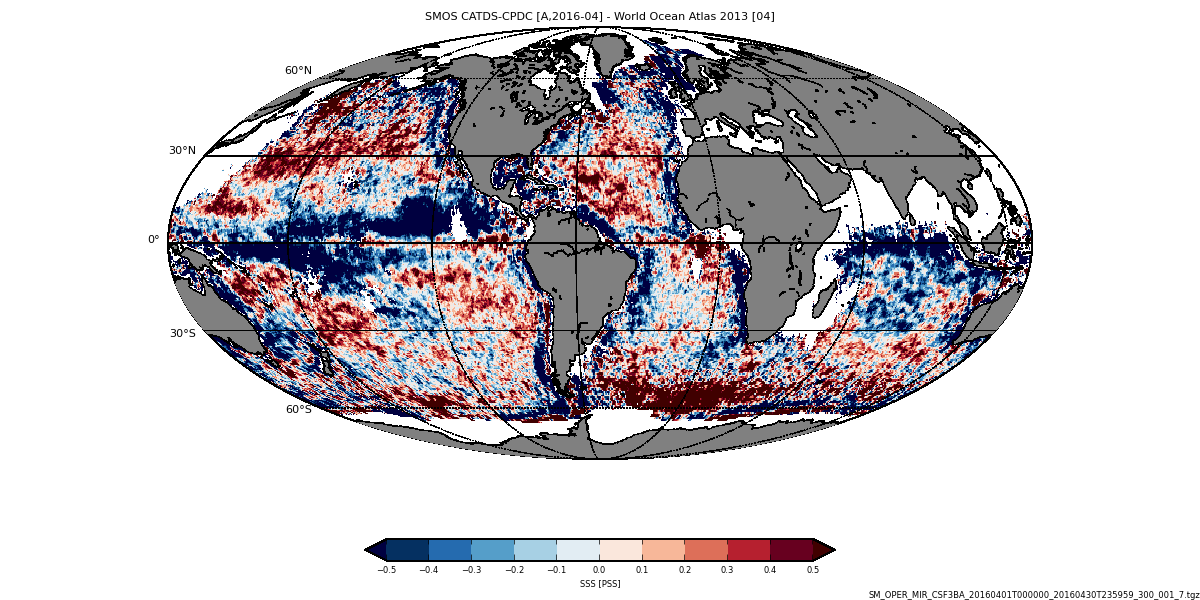 SMOS CATDS-CPDC [A,2016-04] - World Ocean Atlas 2013 [04]
60°N
30°N
0°
30°S
60°S
−0.5 −0.4 −0.3 −0.2 −0.1 0.0 0.1 0.2 0.3 0.4 0.5
SSS [PSS]
SM_OPER_MIR_CSF3BA_20160401T000000_20160430T235959_300_001_7.tgz